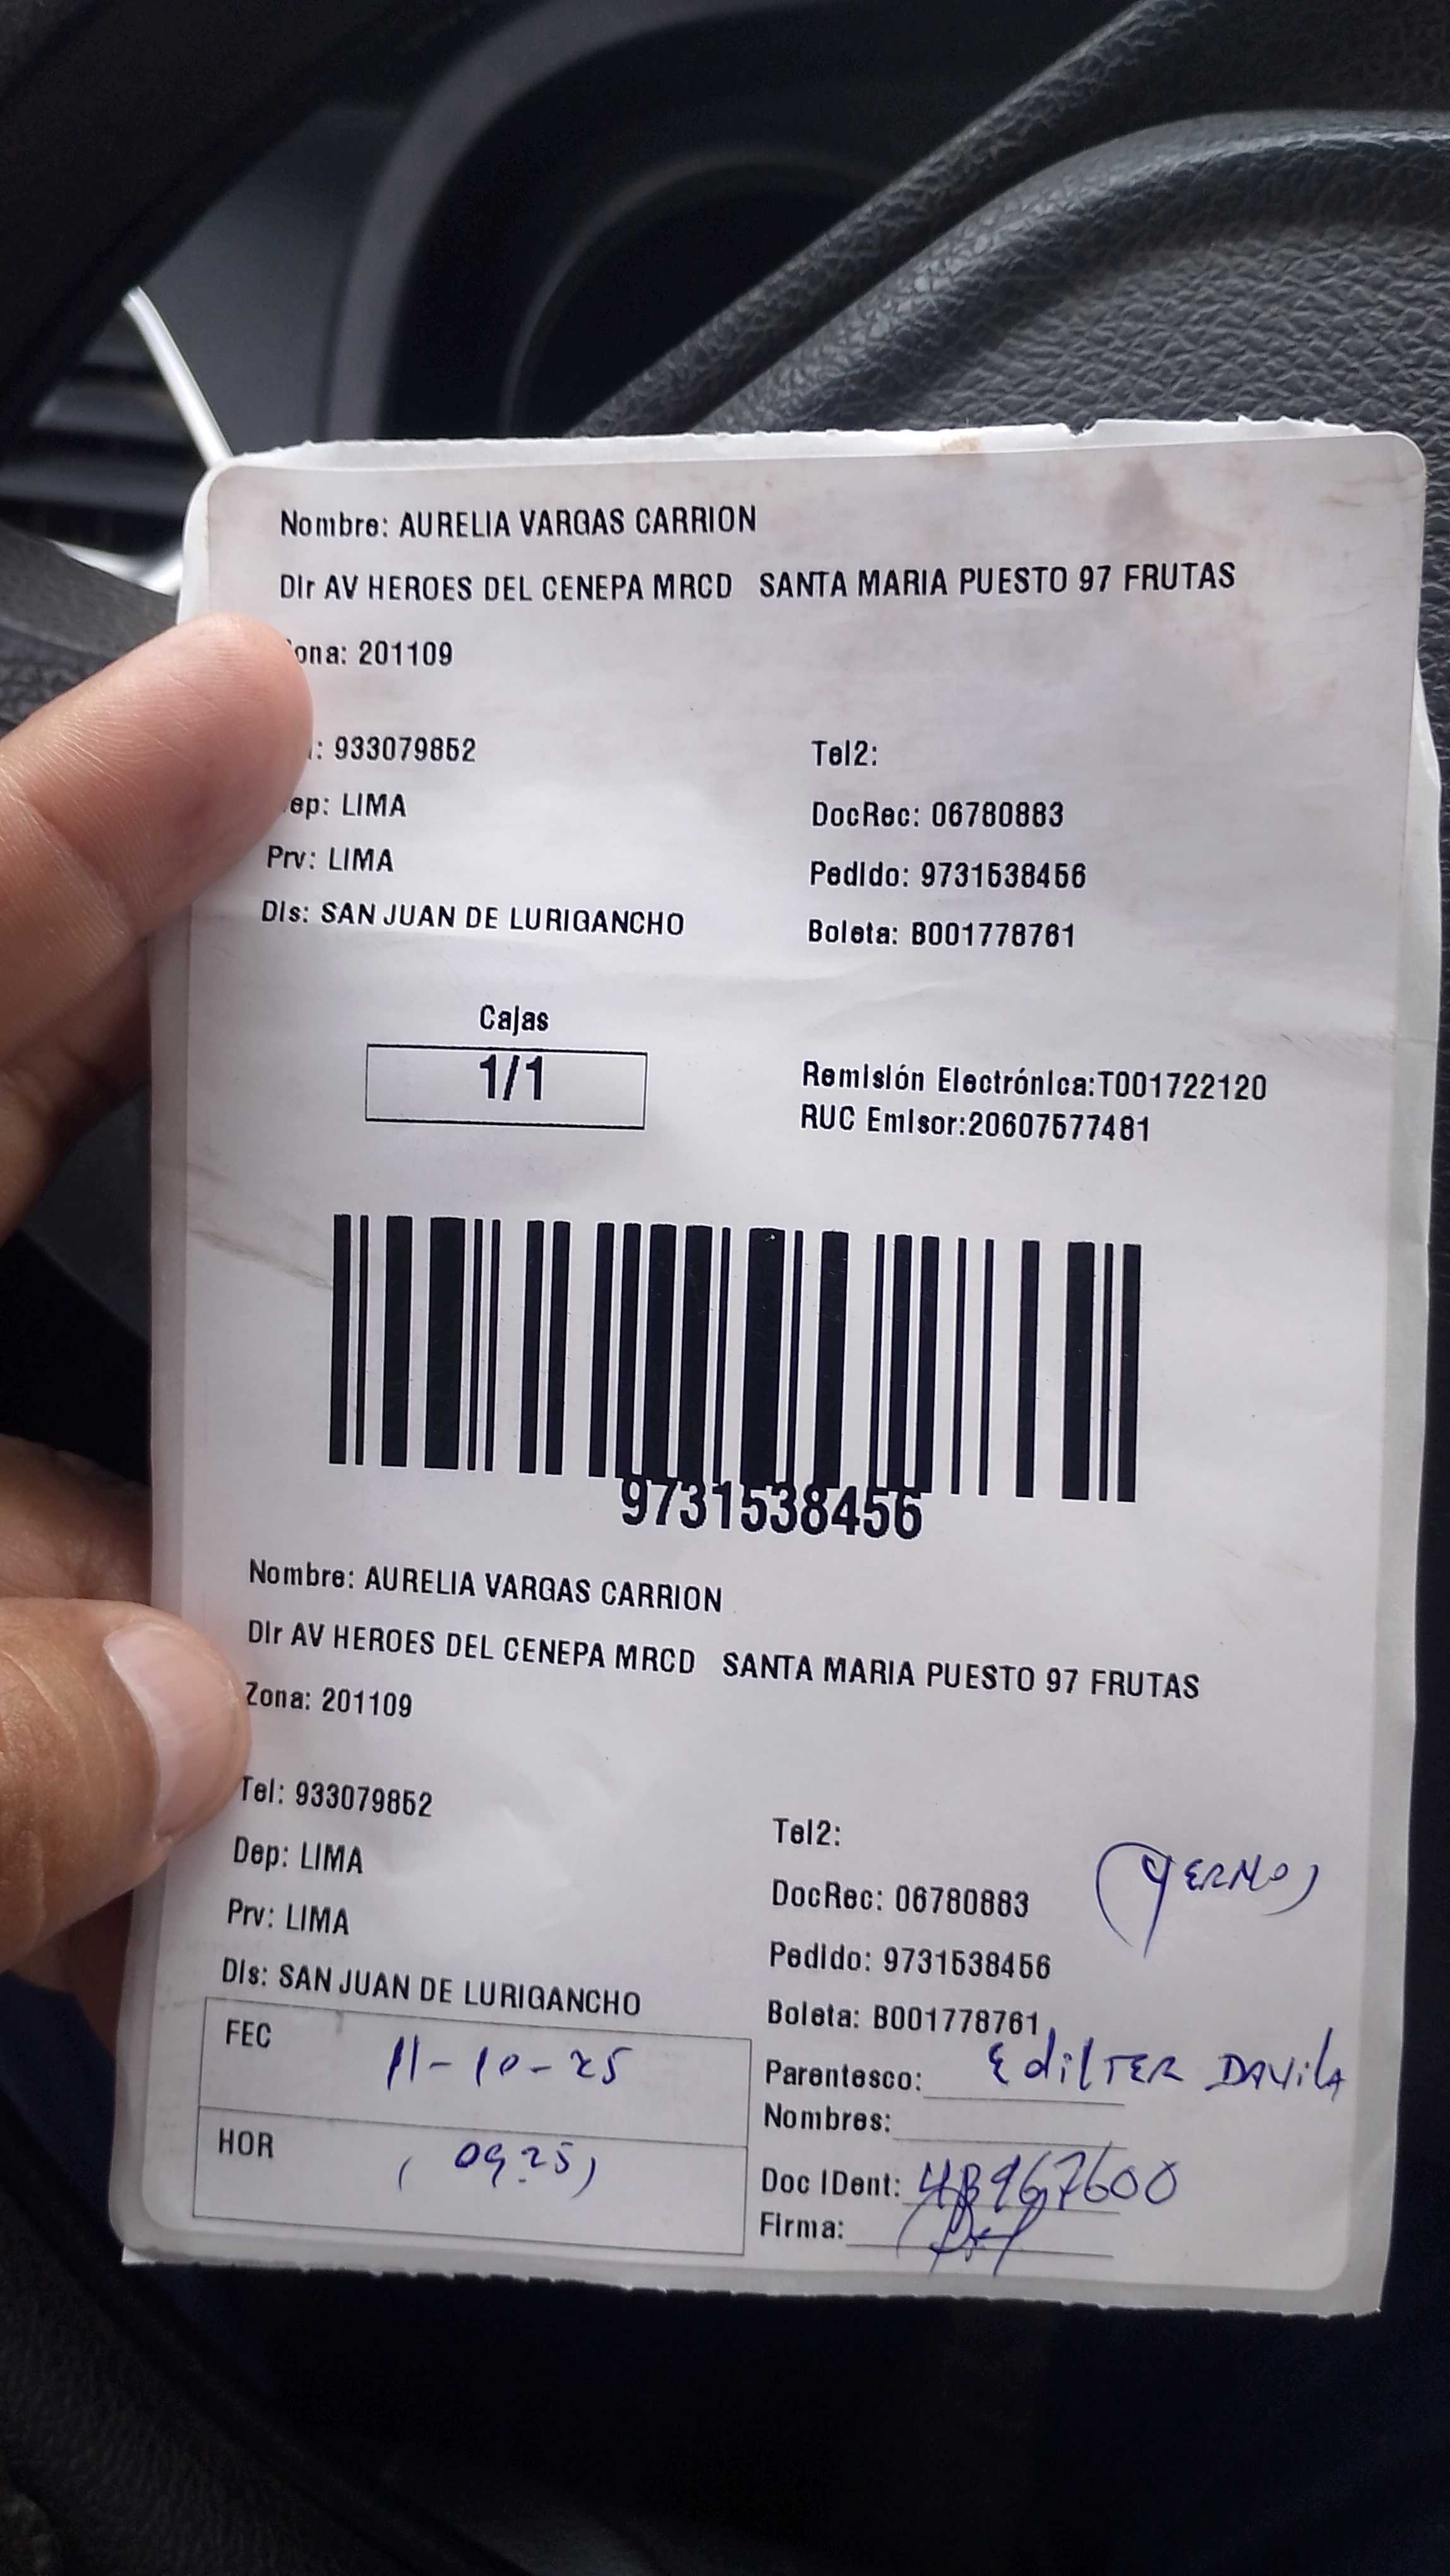 Nombre: AURELIA VARGAS CARRION
Dir AV HEROES DEL CENEPA MRCD SANTA MARIA PUESTO 97 FRUTAS
ona: 201109
: 933079852
Tel2:
ep: LIMA
DocRec: 06780883
Prv: LIMA
Pedido: 9731538456
Dis: SAN JUAN DE LURIGANCHO
Boleta: B001778761
Cajas
1/1
Remisión Electrónica:T001722120
RUC Emisor:20607577481
9731538456
Nombre: AURELIA VARGAS CARRION
Dir AV HEROES DEL CENEPA MRCD SANTA MARIA PUESTO 97 FRUTAS
Zona: 201109
Tel: 933079852
Tel2:
Dep: LIMA
DocRec: 06780883
(YERNO)
Prv: LIMA
Pedido: 9731538456
Dis: SAN JUAN DE LURIGANCHO
Boleta: B001778761
FEC 11-10-25
Parentesco: EdilTER DAVilA
Nombres:
HOR (09:25)
Doc IDent:
Firma: